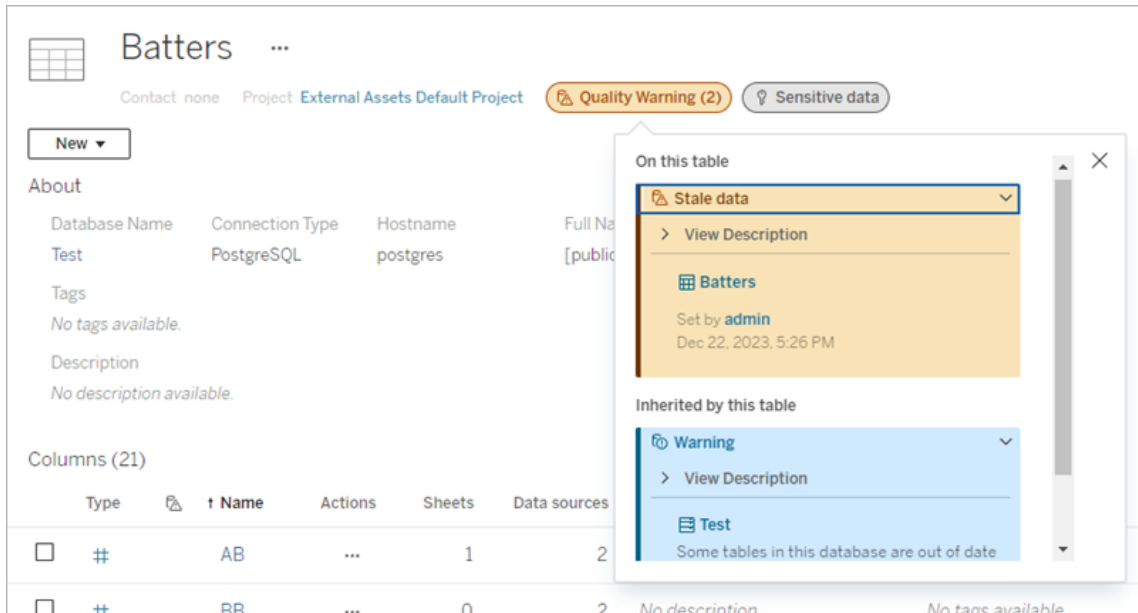 Batters ...
Contact none Project External Assets Default Project Quality Warning (2) Sensitive data
New
About
Database Name Connection Type Hostname Full Na
Test PostgreSQL postgres [public
Tags
No tags available.
Description
No description available.
Columns (21)
Type ↑ Name Actions Sheets Data sources
# AB ... 1 2
# BB ... 0 2 No description No tags available
On this table
Stale data
> View Description
Batters
Set by admin
Dec 22, 2023, 5:26 PM
Inherited by this table
Warning
> View Description
Test
Some tables in this database are out of date